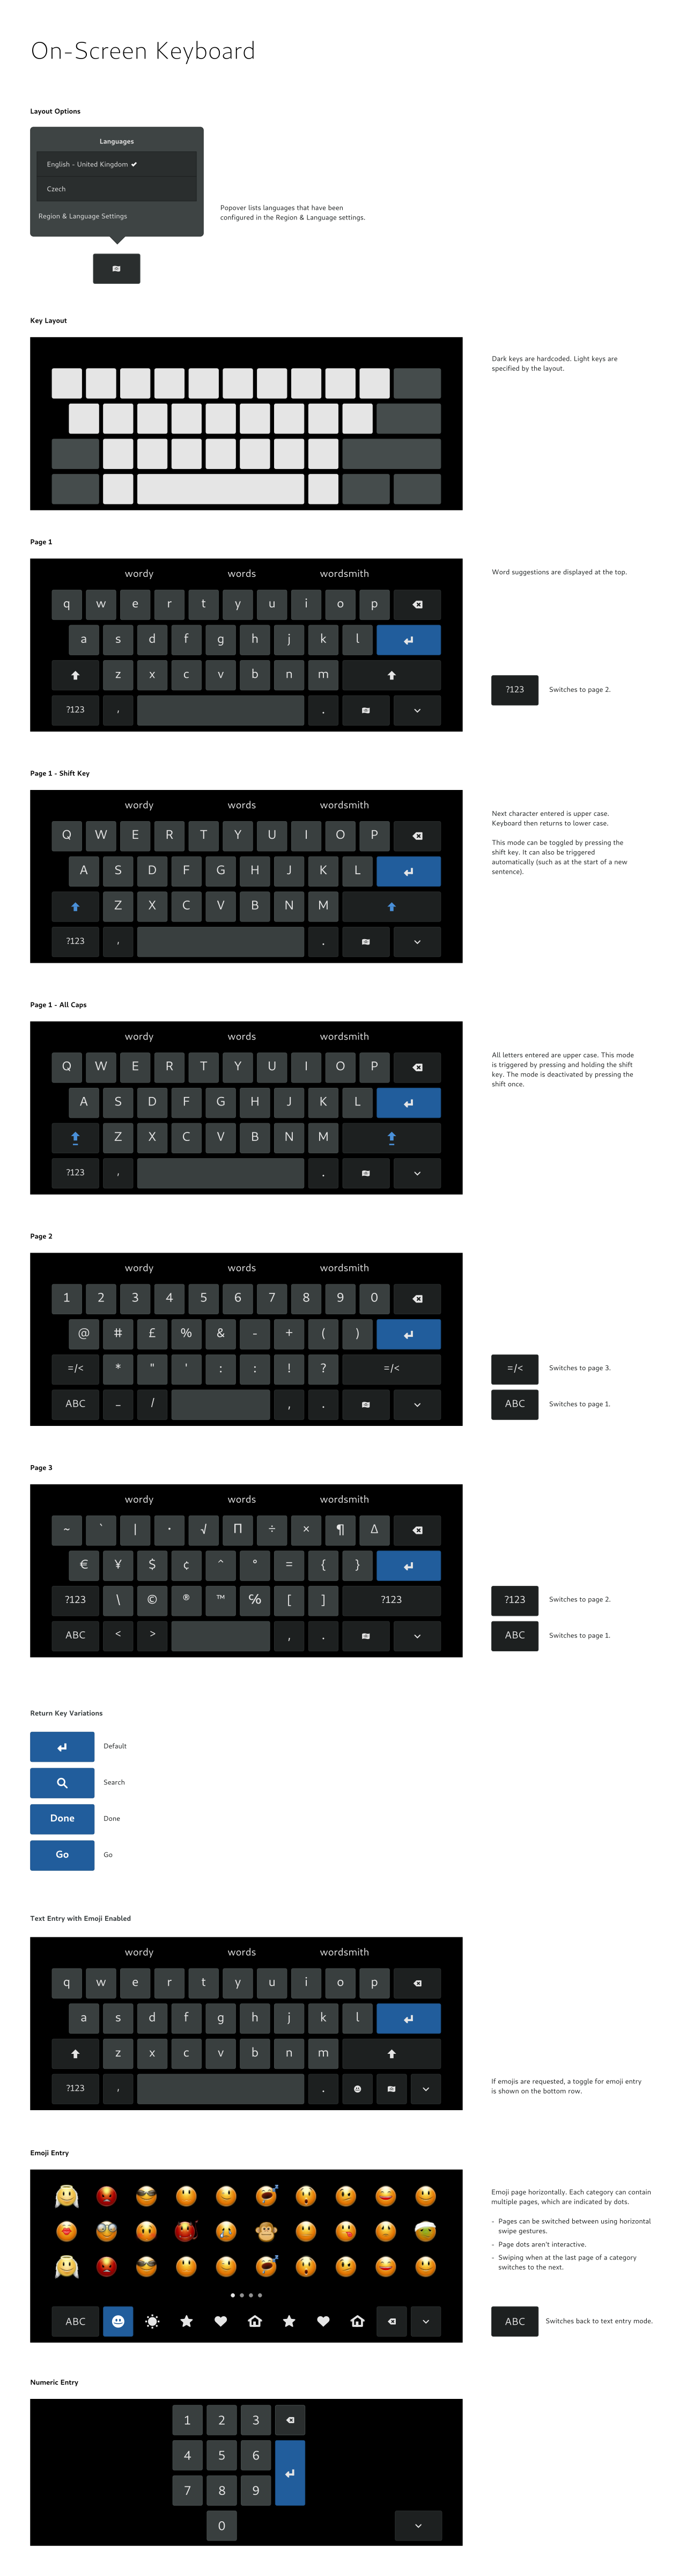 On-Screen Keyboard
Layout Options
Languages
English – United Kingdom ✔
Czech
Region & Language Settings
Popover lists languages that have been
configured in the Region & Language settings.
Key Layout
Dark keys are hardcoded. Light keys are
specified by the layout.
Page 1
wordy words wordsmith
Word suggestions are displayed at the top.
q w e r t y u i o p
a s d f g h j k l
z x c v b n m
?123 , .
?123 Switches to page 2.
Page 1 - Shift Key
wordy words wordsmith
Q W E R T Y U I O P
A S D F G H J K L
Z X C V B N M
?123 , .
Next character entered is upper case.
Keyboard then returns to lower case.
This mode can be toggled by pressing the
shift key. It can also be triggered
automatically (such as at the start of a new
sentence).
Page 1 - All Caps
wordy words wordsmith
Q W E R T Y U I O P
A S D F G H J K L
Z X C V B N M
?123 , .
All letters entered are upper case. This mode
is triggered by pressing and holding the shift
key. The mode is deactivated by pressing the
shift once.
Page 2
wordy words wordsmith
1 2 3 4 5 6 7 8 9 0
@ # £ % & - + ( )
=/< * " ' : : ! ? =/<
ABC _ / , .
=/< Switches to page 3.
ABC Switches to page 1.
Page 3
wordy words wordsmith
~ ` | · √ Π ÷ × ¶ Δ
€ ¥ $ ¢ ^ ° = { }
?123 \ © ® ™ ℅ [ ] ?123
ABC < > , .
?123 Switches to page 2.
ABC Switches to page 1.
Return Key Variations
Default
Search
Done Done
Go Go
Text Entry with Emoji Enabled
wordy words wordsmith
q w e r t y u i o p
a s d f g h j k l
z x c v b n m
?123 , .
If emojis are requested, a toggle for emoji entry
is shown on the bottom row.
Emoji Entry
Emoji page horizontally. Each category can contain
multiple pages, which are indicated by dots.
- Pages can be switched between using horizontal
swipe gestures.
- Page dots aren't interactive.
- Swiping when at the last page of a category
switches to the next.
ABC
ABC Switches back to text entry mode.
Numeric Entry
1 2 3
4 5 6
7 8 9
0